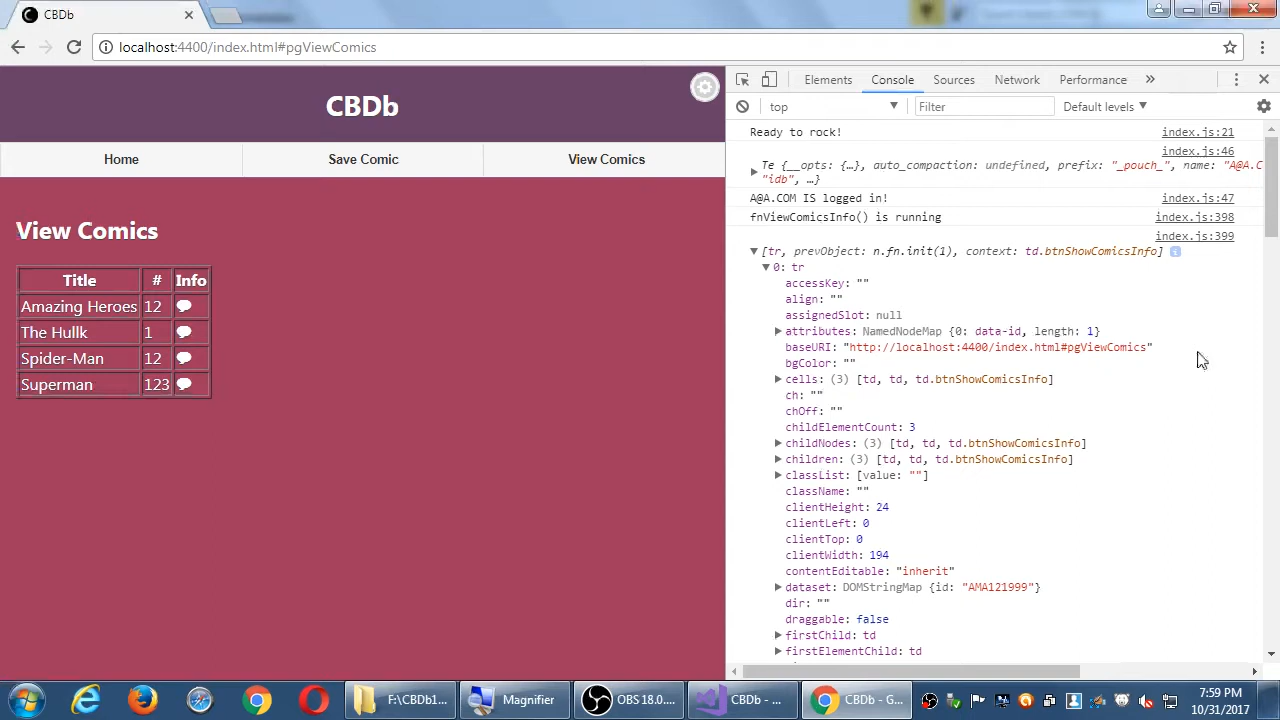 CBDb
localhost:4400/index.html#pgViewComics
CBDb
Home Save Comic View Comics
View Comics
Title # Info
Amazing Heroes 12
The Hullk 1
Spider-Man 12
Superman 123
Elements Console Sources Network Performance »
top Filter Default levels
Ready to rock! index.js:21
index.js:46
Te {__opts: {…}, auto_compaction: undefined, prefix: "_pouch_", name: "A@A.C
"idb", …}
A@A.COM IS logged in! index.js:47
fnViewComicsInfo() is running index.js:398
index.js:399
[tr, prevObject: n.fn.init(1), context: td.btnShowComicsInfo] i
0: tr
accessKey: ""
align: ""
assignedSlot: null
attributes: NamedNodeMap {0: data-id, length: 1}
baseURI: "http://localhost:4400/index.html#pgViewComics"
bgColor: ""
cells: (3) [td, td, td.btnShowComicsInfo]
ch: ""
chOff: ""
childElementCount: 3
childNodes: (3) [td, td, td.btnShowComicsInfo]
children: (3) [td, td, td.btnShowComicsInfo]
classList: [value: ""]
className: ""
clientHeight: 24
clientLeft: 0
clientTop: 0
clientWidth: 194
contentEditable: "inherit"
dataset: DOMStringMap {id: "AMA121999"}
dir: ""
draggable: false
firstChild: td
firstElementChild: td
F:\CBDb1... Magnifier OBS 18.0.... CBDb - ... CBDb - G...
7:59 PM
10/31/2017